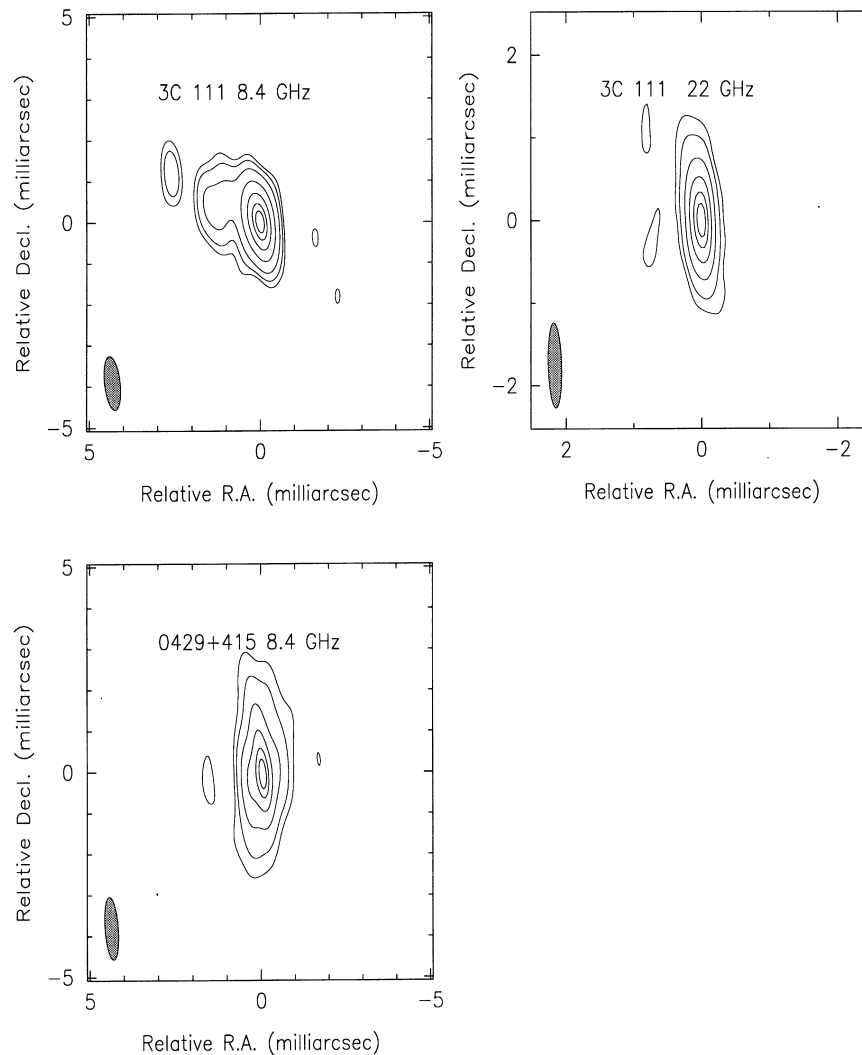 3C 111 8.4 GHz
5
0
−5
Relative Decl. (milliarcsec)
5
0
−5
Relative R.A. (milliarcsec)
3C 111 22 GHz
2
0
−2
Relative Decl. (milliarcsec)
2
0
−2
Relative R.A. (milliarcsec)
0429+415 8.4 GHz
5
0
−5
Relative Decl. (milliarcsec)
5
0
−5
Relative R.A. (milliarcsec)